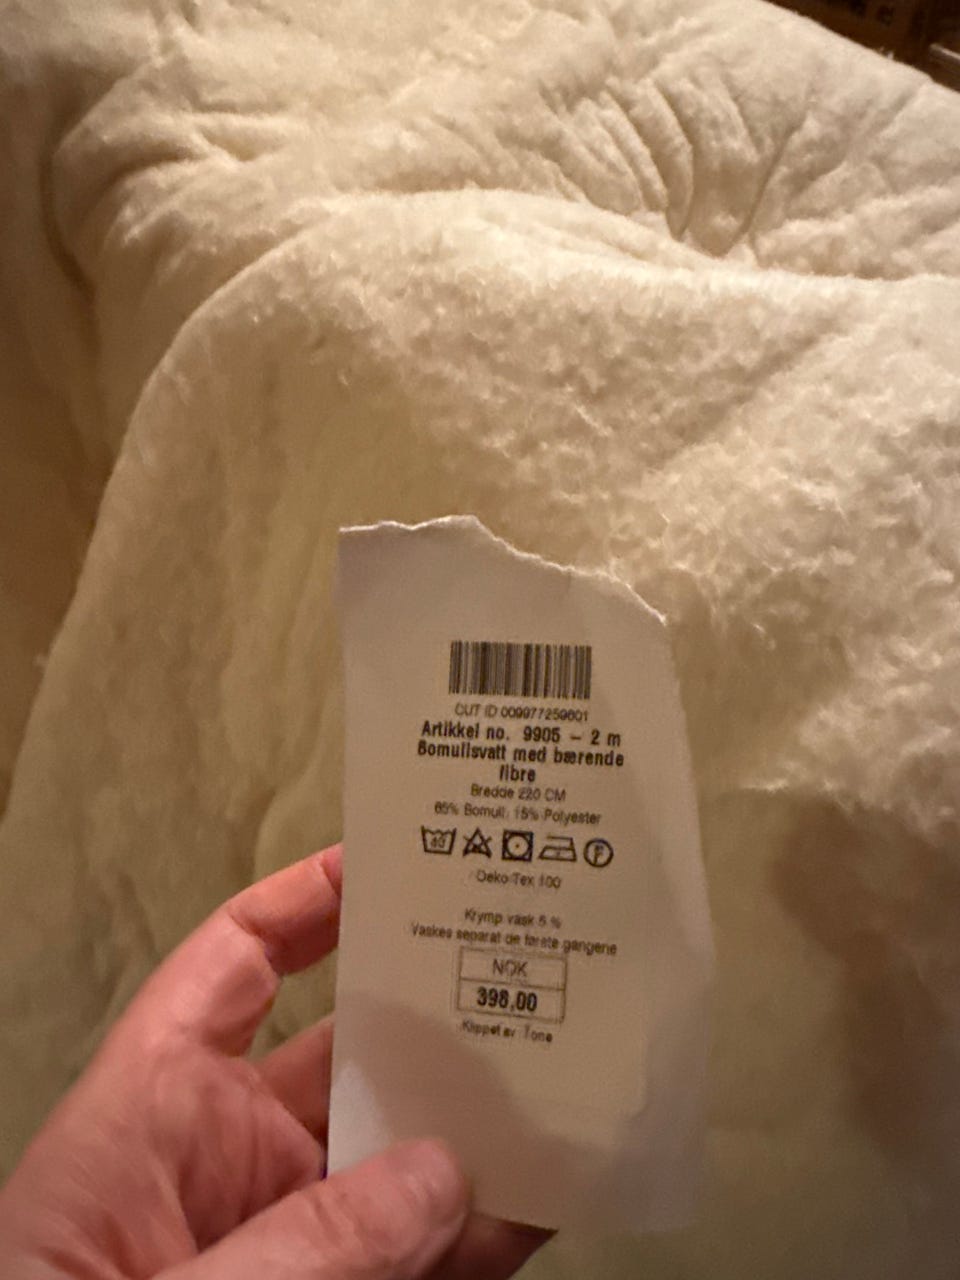 CUT ID 009977259601
Artikkel no. 9905 – 2 m
Bomullsvatt med bærende
fibre
Bredde 220 CM
85% Bomull, 15% Polyester
40
F
Oeko Tex 100
Krymp vask 5 %
Vaskes separat de første gangene
NOK
398,00
Klippet av: Tone